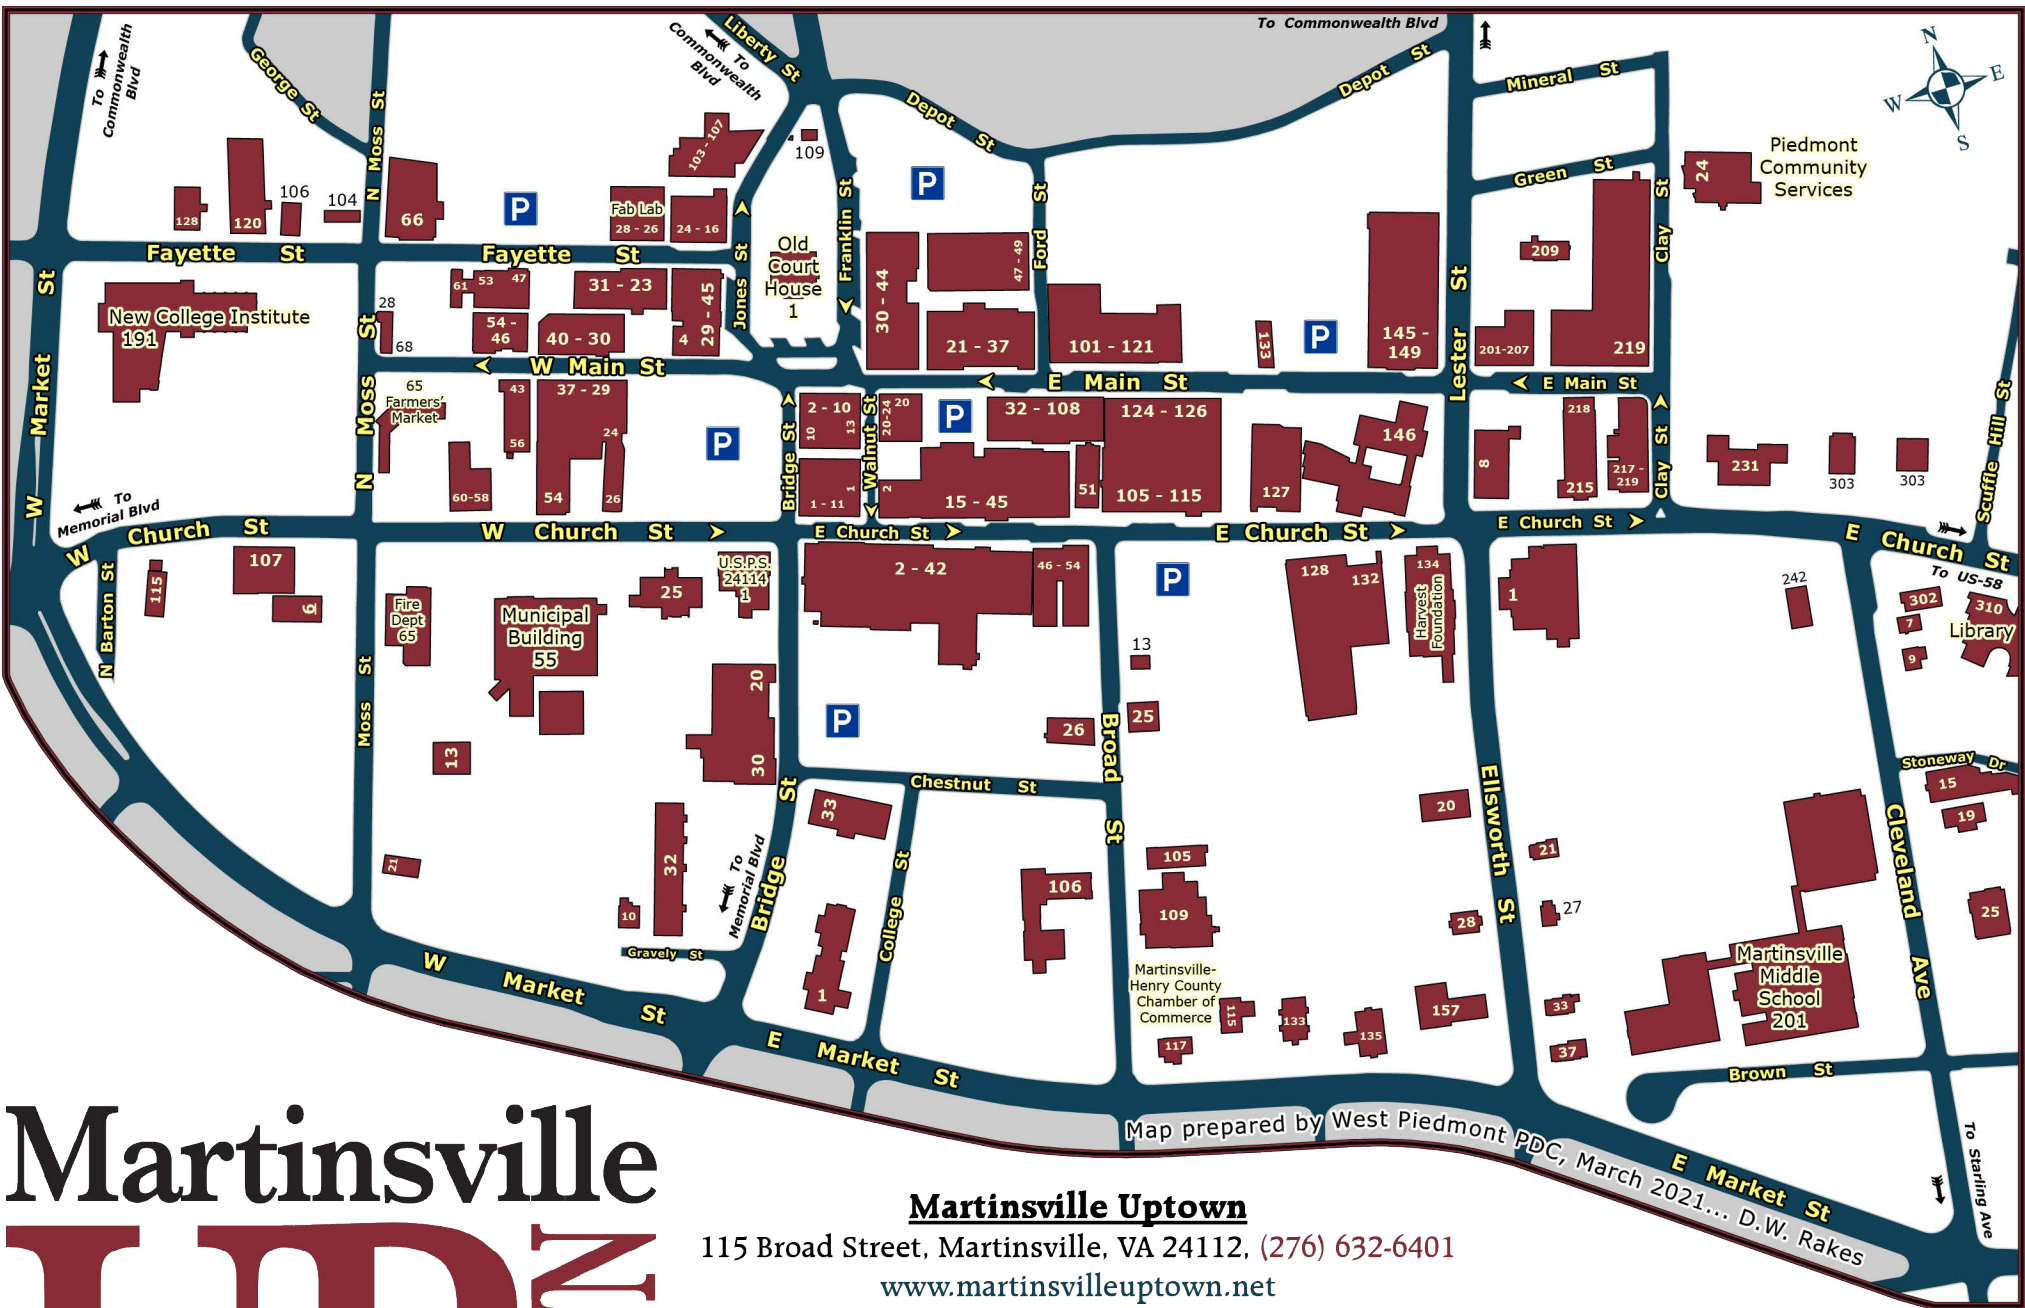 To Commonwealth Blvd
George St
N Moss St
To Commonwealth Blvd
Liberty St
Depot St
To Commonwealth Blvd
Depot St
Mineral St
Green St
Clay St
N
E
S
W
Piedmont
Community
Services
24
128
120
106
104
66
P
Fab Lab
28 - 26
24 - 16
103 - 107
109
Jones St
Franklin St
P
Ford St
Lester St
209
219
201-207
Fayette St
Fayette St
W Market St
New College Institute
191
N Moss St
28
68
61
53
47
54 -
46
31 - 23
40 - 30
4
29 - 45
Old
Court
House
1
30 - 44
47 - 49
21 - 37
101 - 121
133
P
145 -
149
W Main St
E Main St
E Main St
65
Farmers'
Market
43
56
60-58
37 - 29
24
54
26
P
Bridge St
2 - 10
10
13
1
1 - 11
Walnut St
20-24
20
P
2
15 - 45
32 - 108
51
124 - 126
105 - 115
127
146
8
218
215
217 -
219
Clay St
231
303
303
Scuffle Hill St
To
Memorial Blvd
W Church St
W Church St
E Church St
E Church St
E Church St
E Church St
To US-58
N Barton St
115
107
6
Fire
Dept
65
Municipal
Building
55
25
U.S.P.S.
24114
1
2 - 42
46 - 54
P
13
25
26
128
132
134
Harvest
Foundation
1
242
302
7
9
310
Library
Moss St
13
20
30
P
Chestnut St
Broad St
Ellsworth St
Cleveland Ave
Stoneway Dr
15
19
25
21
32
10
To
Memorial Blvd
Bridge St
Gravely St
33
1
College St
106
105
109
Martinsville-
Henry County
Chamber of
Commerce
115
117
133
135
157
20
28
21
27
33
37
Martinsville
Middle
School
201
Brown St
W Market St
E Market St
E Market St
To Starling Ave
Map prepared by West Piedmont PDC, March 2021... D.W. Rakes
Martinsville
UP
N
Martinsville Uptown
115 Broad Street, Martinsville, VA 24112, (276) 632-6401
www.martinsvilleuptown.net